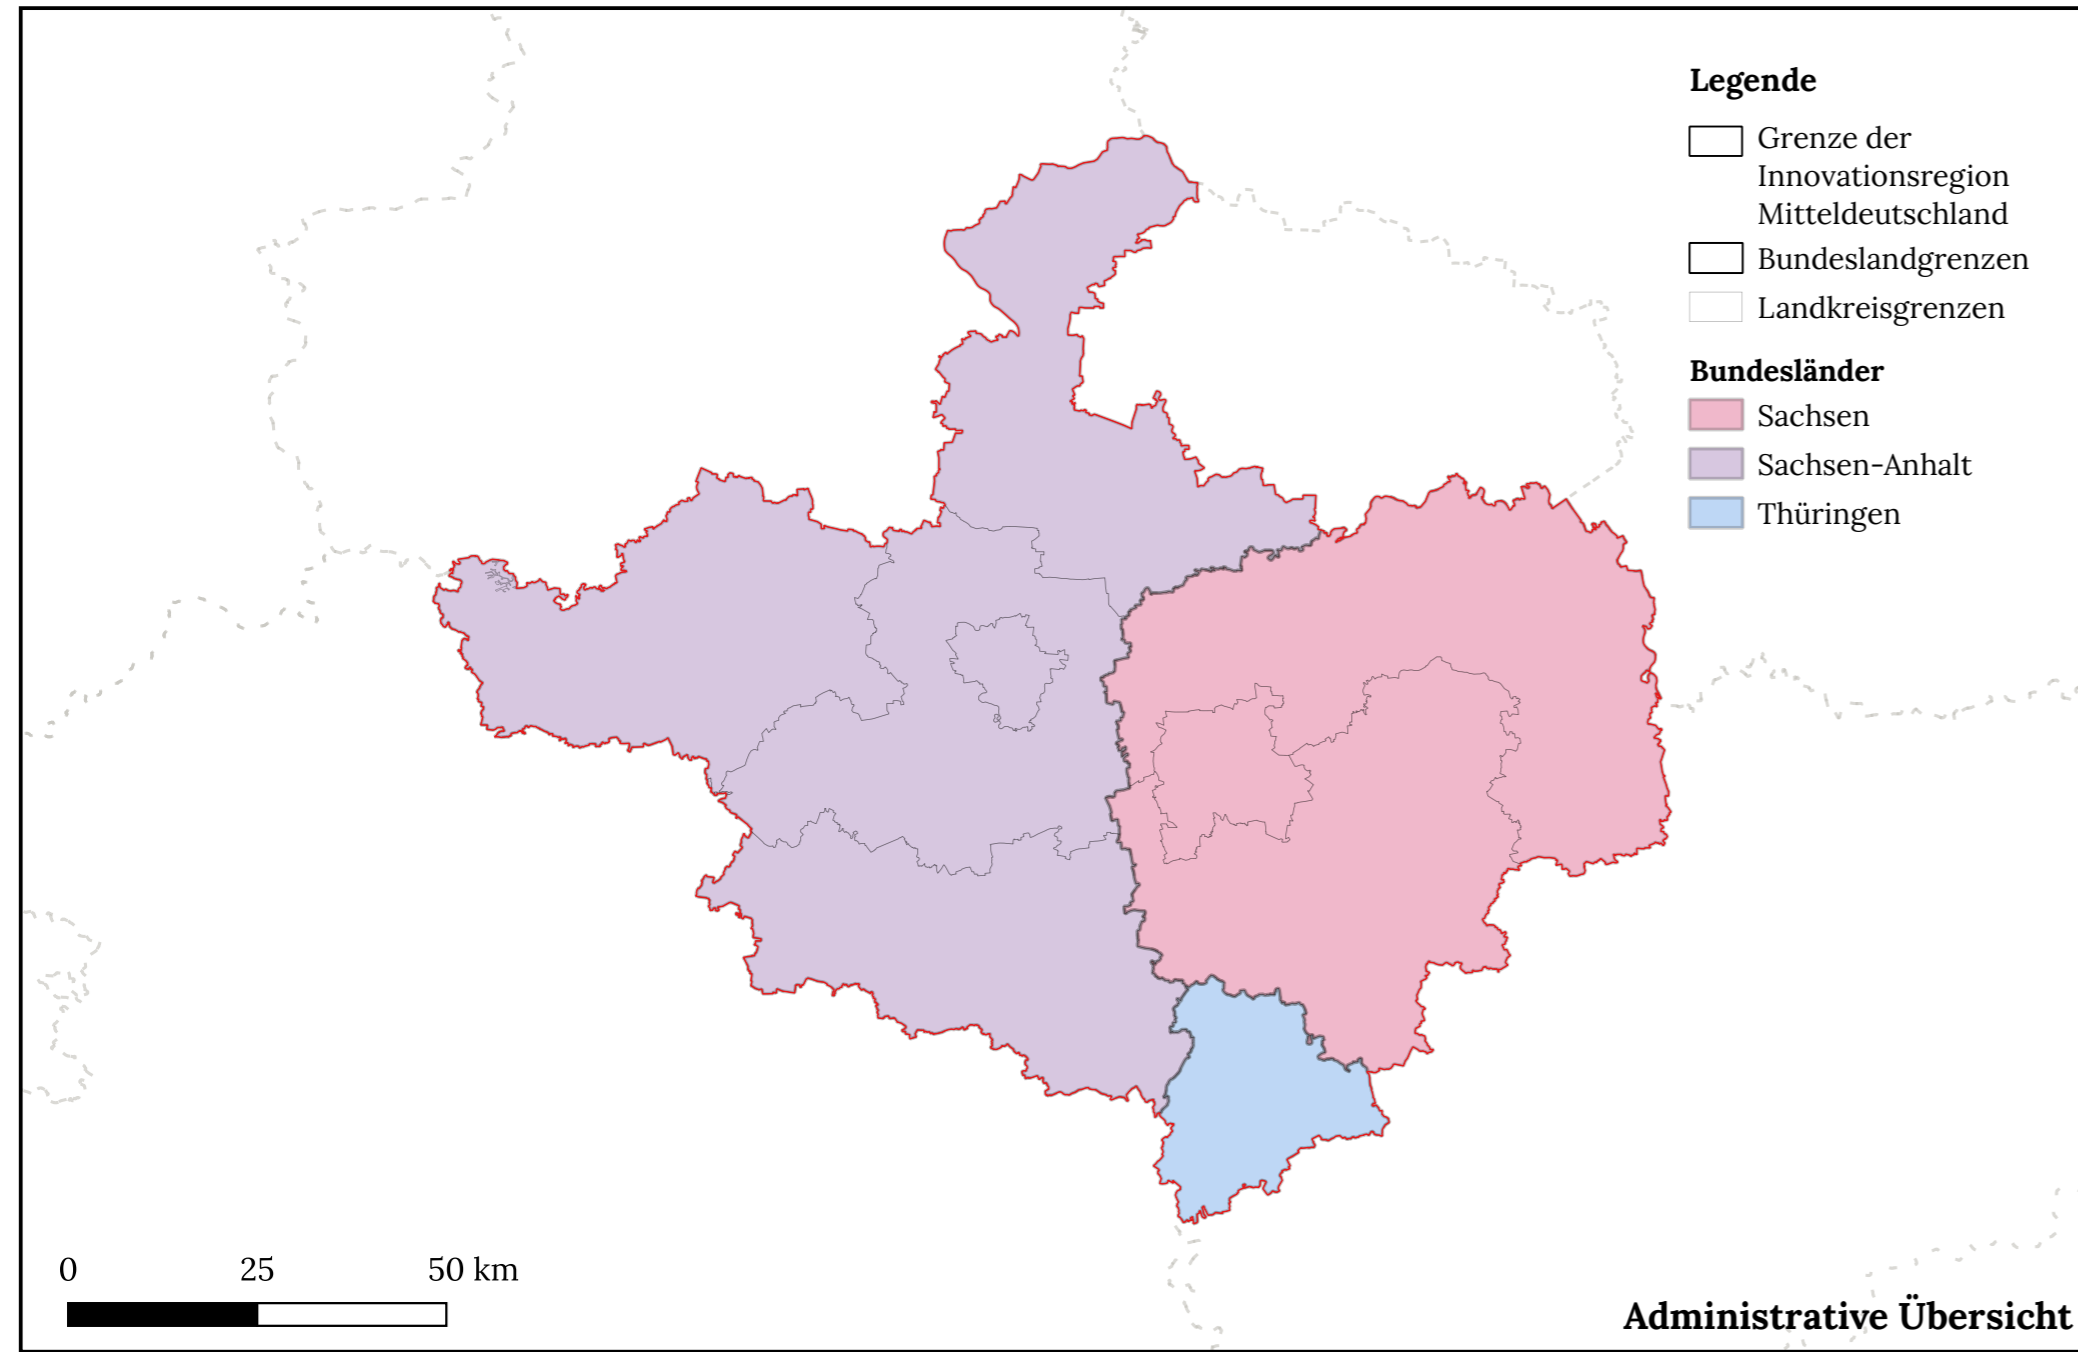 Legende
Grenze der
Innovationsregion
Mitteldeutschland
Bundeslandgrenzen
Landkreisgrenzen
Bundesländer
Sachsen
Sachsen-Anhalt
Thüringen
0 25 50 km
Administrative Übersicht